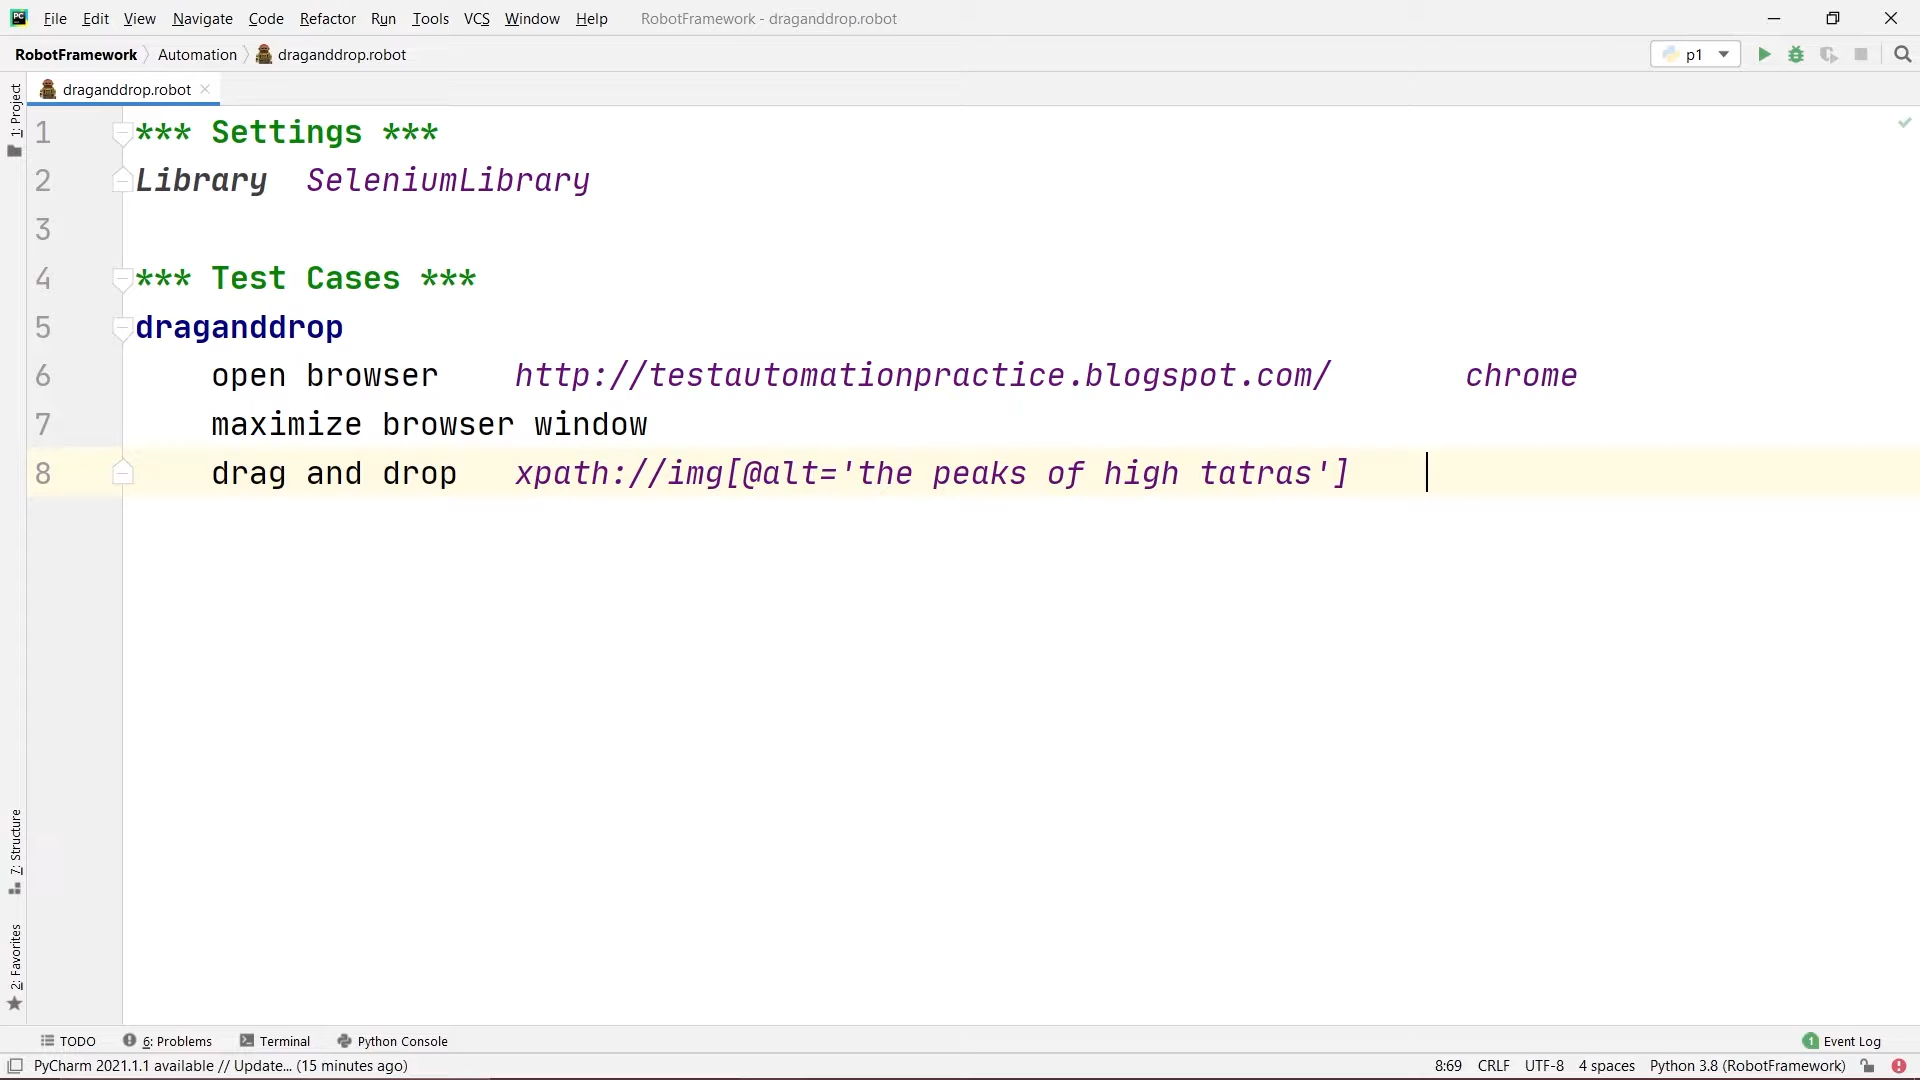 File Edit View Navigate Code Refactor Run Tools VCS Window Help RobotFramework - draganddrop.robot
RobotFramework Automation draganddrop.robot p1
draganddrop.robot
1: Project
1 *** Settings ***
2 Library SeleniumLibrary
3
4 *** Test Cases ***
5 draganddrop
6 open browser http://testautomationpractice.blogspot.com/ chrome
7 maximize browser window
8 drag and drop xpath://img[@alt='the peaks of high tatras']
7: Structure
2: Favorites
TODO 6: Problems Terminal Python Console 1 Event Log
PyCharm 2021.1.1 available // Update... (15 minutes ago) 8:69 CRLF UTF-8 4 spaces Python 3.8 (RobotFramework)